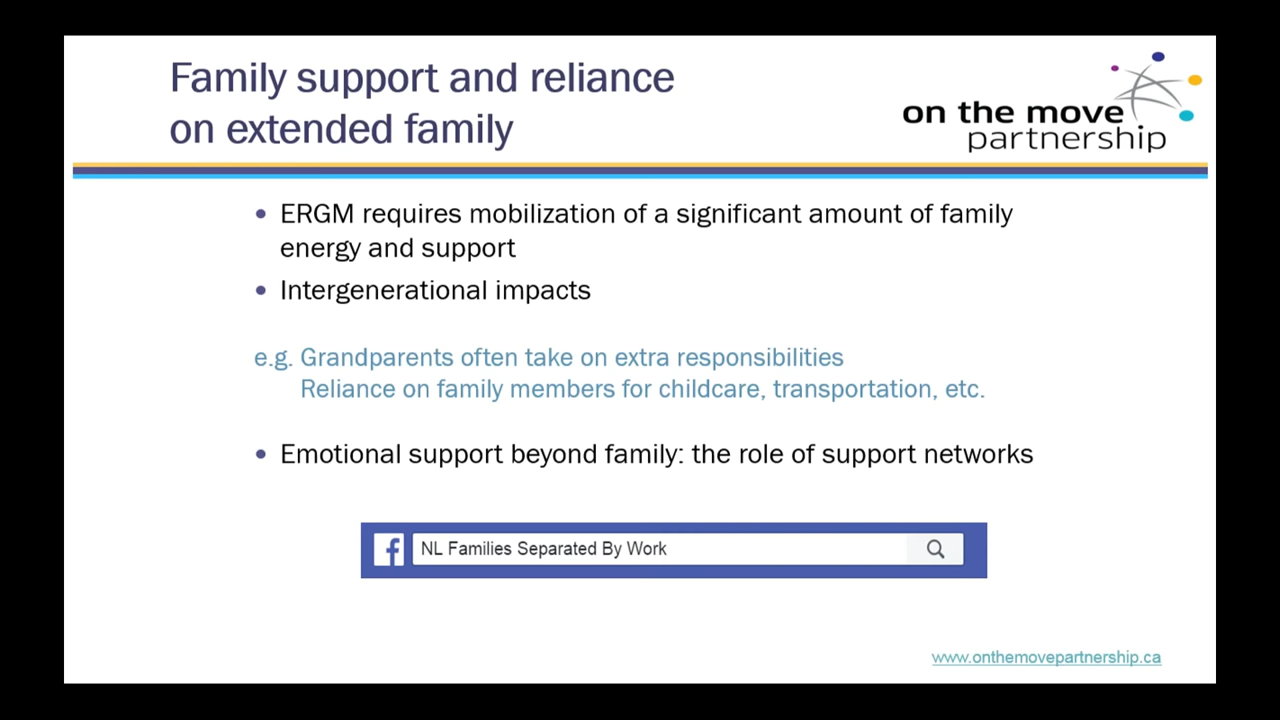 Family support and reliance
on extended family
on the move
partnership
• ERGM requires mobilization of a significant amount of family
energy and support
• Intergenerational impacts
e.g. Grandparents often take on extra responsibilities
Reliance on family members for childcare, transportation, etc.
• Emotional support beyond family: the role of support networks
f NL Families Separated By Work
www.onthemovepartnership.ca